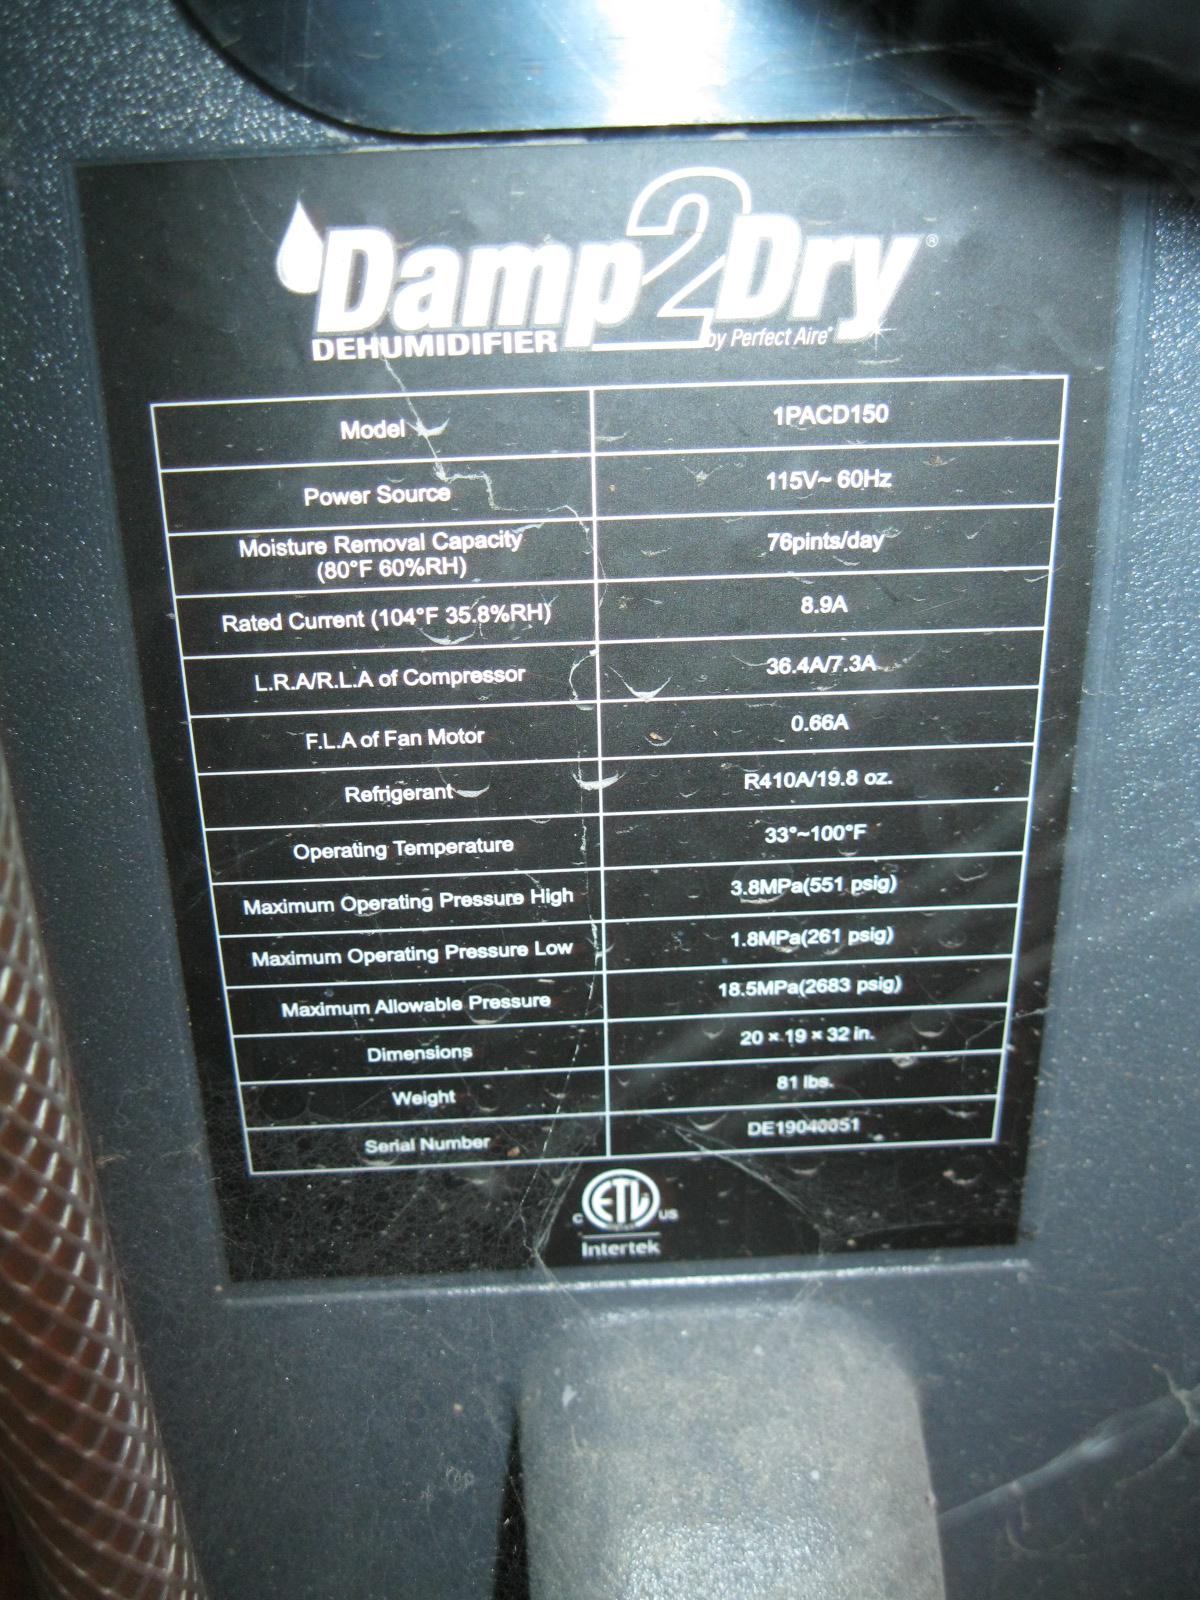 Damp2Dry®
DEHUMIDIFIER by Perfect Aire®
Model 1PACD150
Power Source 115V~ 60Hz
Moisture Removal Capacity
(80°F 60%RH) 76pints/day
Rated Current (104°F 35.8%RH) 8.9A
L.R.A/R.L.A of Compressor 36.4A/7.3A
F.L.A of Fan Motor 0.66A
Refrigerant R410A/19.8 oz.
Operating Temperature 33°~100°F
Maximum Operating Pressure High 3.8MPa(551 psig)
Maximum Operating Pressure Low 1.8MPa(261 psig)
Maximum Allowable Pressure 18.5MPa(2683 psig)
Dimensions 20 × 19 × 32 in.
Weight 81 lbs.
Serial Number DE19040051
C ETL US
Intertek